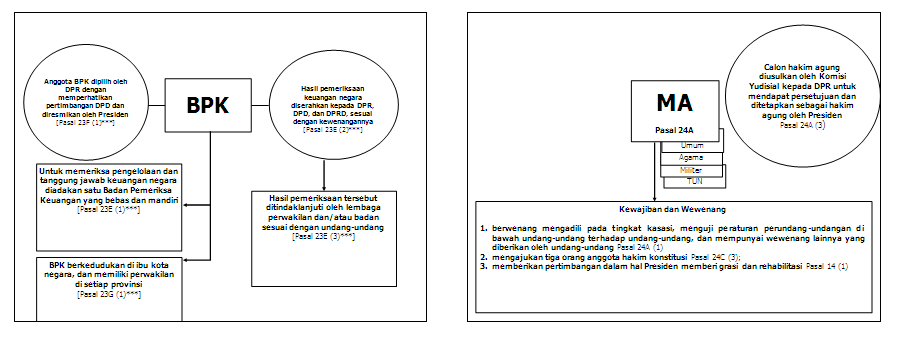 Anggota BPK dipilih oleh
DPR dengan
memperhatikan
pertimbangan DPD dan
diresmikan oleh Presiden
[Pasal 23F (1)***]
BPK
Hasil pemeriksaan
keuangan negara
diserahkan kepada DPR,
DPD, dan DPRD, sesuai
dengan kewenangannya
[Pasal 23E (2)***]
Untuk memeriksa pengelolaan dan
tanggung jawab keuangan negara
diadakan satu Badan Pemeriksa
Keuangan yang bebas dan mandiri
[Pasal 23E (1)***]
Hasil pemeriksaan tersebut
ditindaklanjuti oleh lembaga
perwakilan dan/atau badan
sesuai dengan undang-undang
[Pasal 23E (3)***]
BPK berkedudukan di ibu kota
negara, dan memiliki perwakilan
di setiap provinsi
[Pasal 23G (1)***]
MA
Pasal 24A
Umum
Agama
Militer
TUN
Calon hakim agung
diusulkan oleh Komisi
Yudisial kepada DPR untuk
mendapat persetujuan dan
ditetapkan sebagai hakim
agung oleh Presiden
Pasal 24A (3)
Kewajiban dan Wewenang
1. berwenang mengadili pada tingkat kasasi, menguji peraturan perundang-undangan di
bawah undang-undang terhadap undang-undang, dan mempunyai wewenang lainnya yang
diberikan oleh undang-undang Pasal 24A (1)
2. mengajukan tiga orang anggota hakim konstitusi Pasal 24C (3);
3. memberikan pertimbangan dalam hal Presiden memberi grasi dan rehabilitasi Pasal 14 (1)